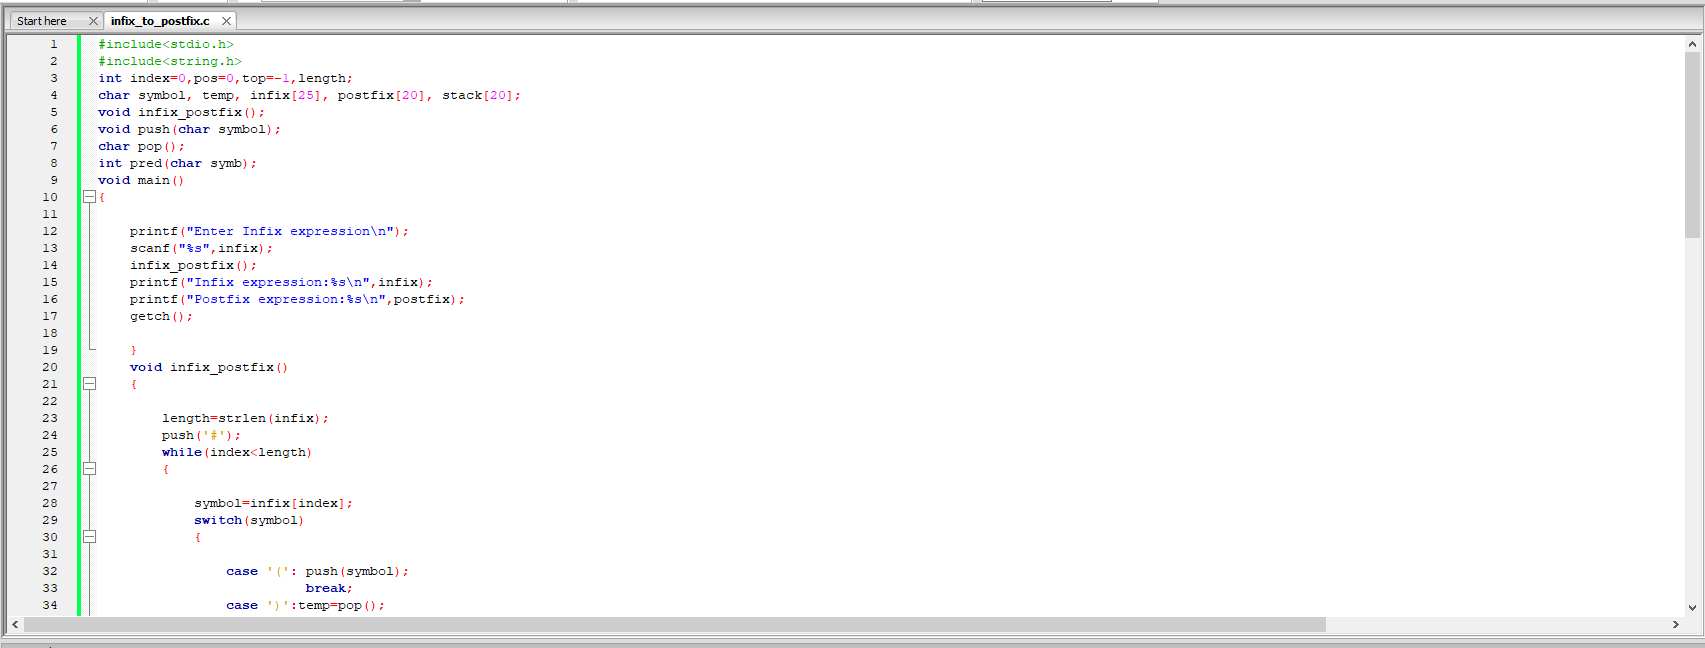 Start here
infix_to_postfix.c
1 #include<stdio.h>
2 #include<string.h>
3 int index=0,pos=0,top=-1,length;
4 char symbol, temp, infix[25], postfix[20], stack[20];
5 void infix_postfix();
6 void push(char symbol);
7 char pop();
8 int pred(char symb);
9 void main()
10 {
11
12 printf("Enter Infix expression\n");
13 scanf("%s",infix);
14 infix_postfix();
15 printf("Infix expression:%s\n",infix);
16 printf("Postfix expression:%s\n",postfix);
17 getch();
18
19 }
20 void infix_postfix()
21 {
22
23 length=strlen(infix);
24 push('#');
25 while(index<length)
26 {
27
28 symbol=infix[index];
29 switch(symbol)
30 {
31
32 case '(': push(symbol);
33 break;
34 case ')':temp=pop();